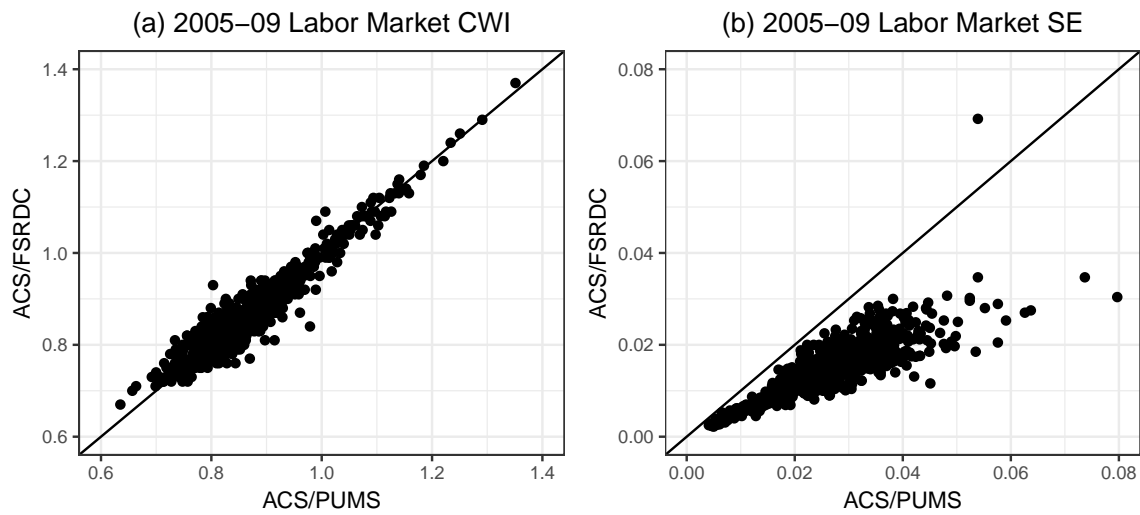 (a) 2005−09 Labor Market CWI
1.4
1.2
1.0
0.8
0.6
ACS/FSRDC
0.6 0.8 1.0 1.2 1.4
ACS/PUMS
(b) 2005−09 Labor Market SE
0.08
0.06
0.04
0.02
0.00
ACS/FSRDC
0.00 0.02 0.04 0.06 0.08
ACS/PUMS